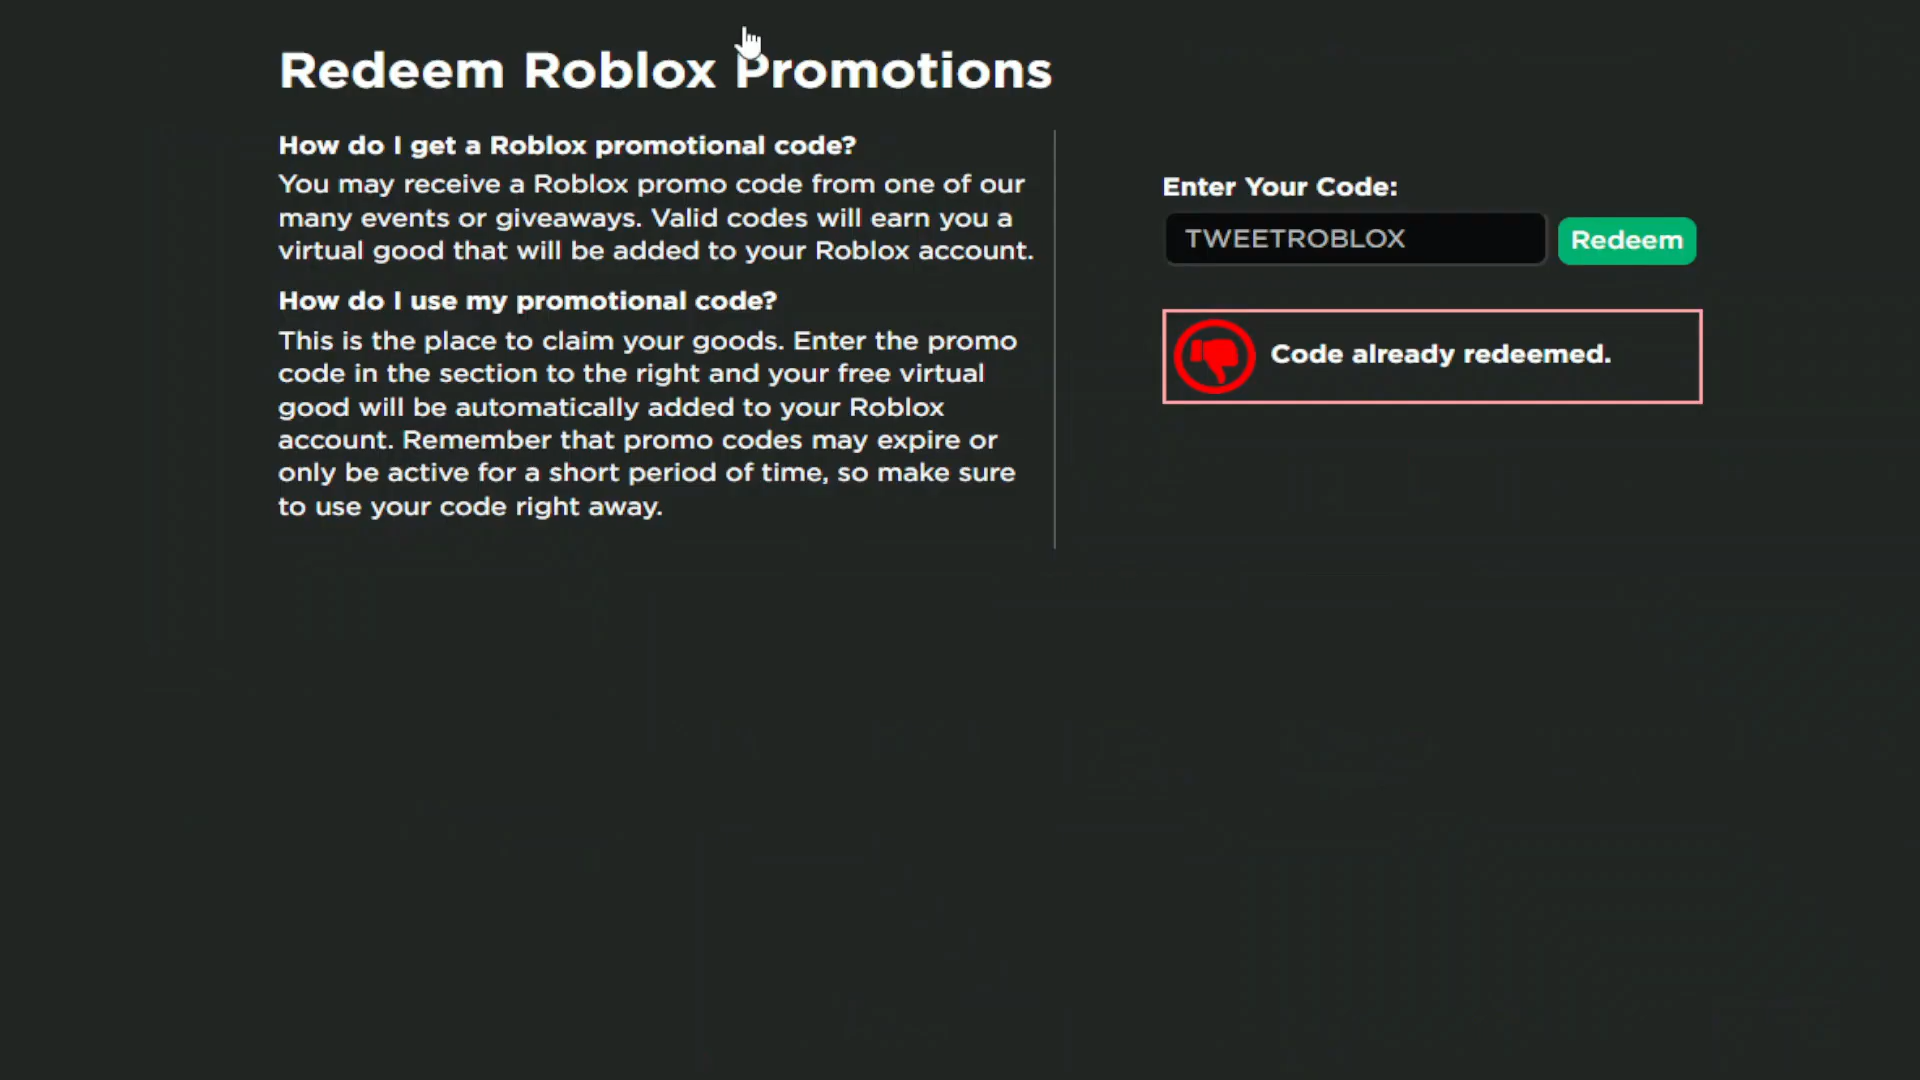 Redeem Roblox Promotions
How do I get a Roblox promotional code?
You may receive a Roblox promo code from one of our
many events or giveaways. Valid codes will earn you a
virtual good that will be added to your Roblox account.
How do I use my promotional code?
This is the place to claim your goods. Enter the promo
code in the section to the right and your free virtual
good will be automatically added to your Roblox
account. Remember that promo codes may expire or
only be active for a short period of time, so make sure
to use your code right away.
Enter Your Code:
TWEETROBLOX
Redeem
Code already redeemed.